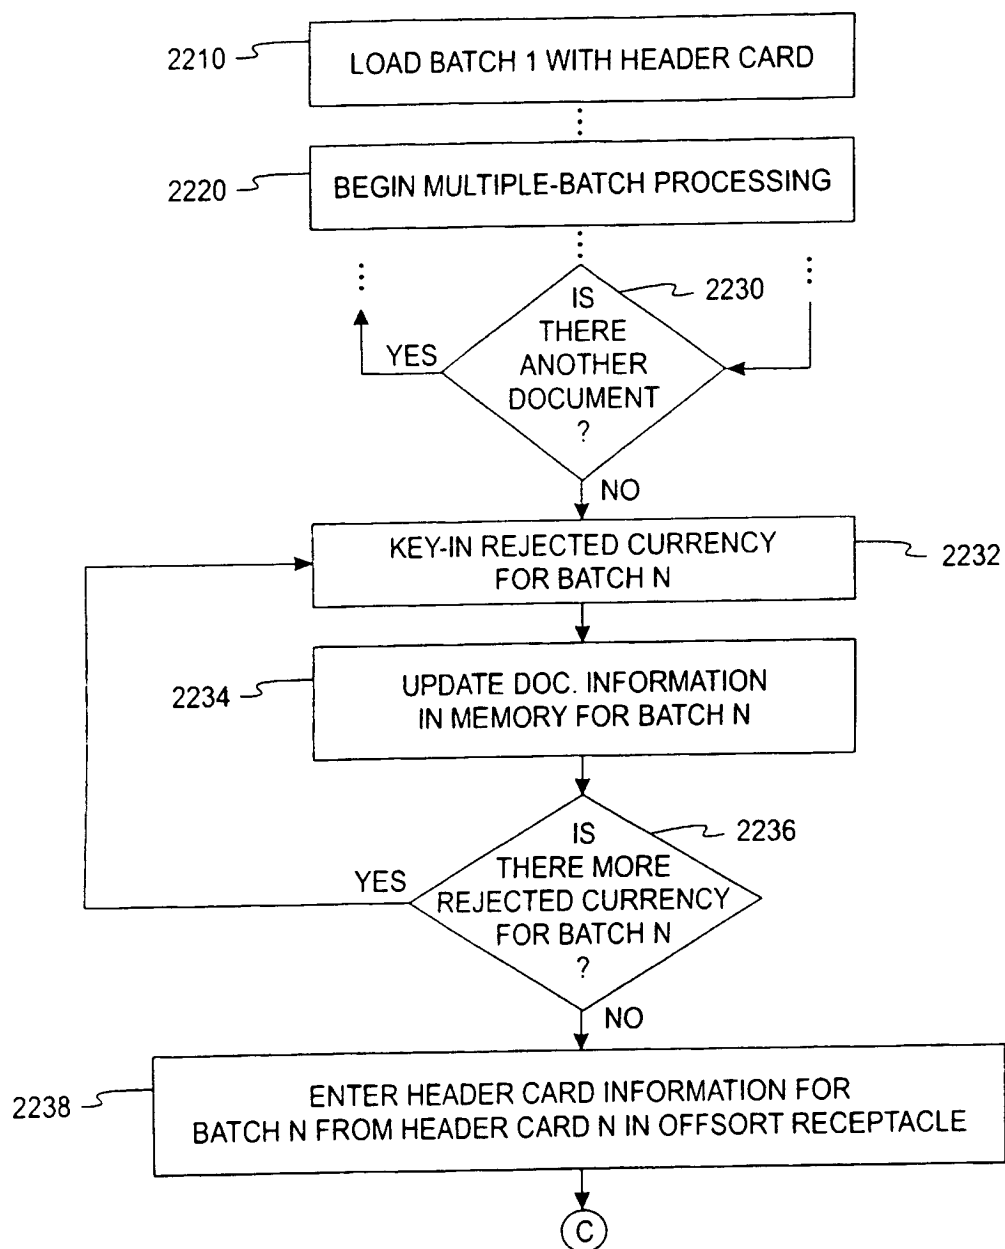 2210
LOAD BATCH 1 WITH HEADER CARD
2220
BEGIN MULTIPLE-BATCH PROCESSING
2230
IS
THERE
ANOTHER
DOCUMENT
?
YES
NO
KEY-IN REJECTED CURRENCY
FOR BATCH N
2232
2234
UPDATE DOC. INFORMATION
IN MEMORY FOR BATCH N
2236
IS
THERE MORE
REJECTED CURRENCY
FOR BATCH N
?
YES
NO
2238
ENTER HEADER CARD INFORMATION FOR
BATCH N FROM HEADER CARD N IN OFFSORT RECEPTACLE
C